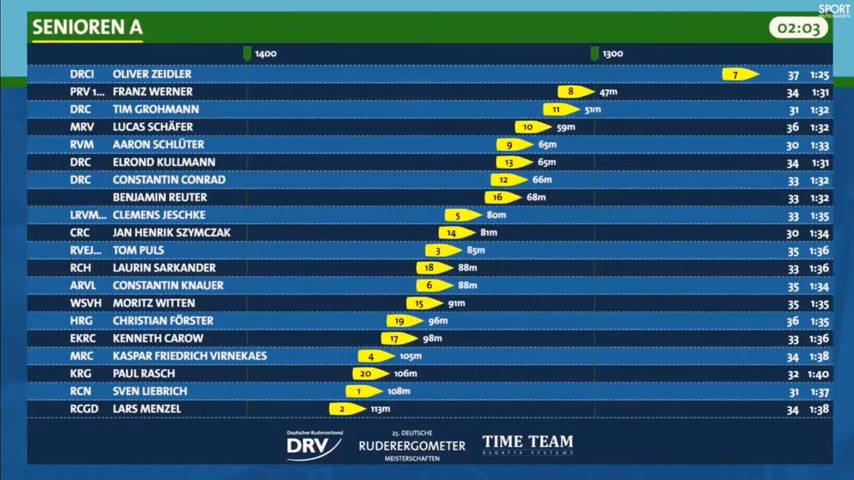 SPORT
SENIOREN A 02:03
1400 1300
DRCI OLIVER ZEIDLER 7 37 1:25
PRV 1... FRANZ WERNER 8 47m 34 1:31
DRC TIM GROHMANN 11 51m 31 1:32
MRV LUCAS SCHÄFER 10 59m 36 1:32
RVM AARON SCHLÜTER 9 65m 30 1:33
DRC ELROND KULLMANN 13 65m 34 1:31
DRC CONSTANTIN CONRAD 12 66m 33 1:32
BENJAMIN REUTER 16 68m 33 1:32
LRVM... CLEMENS JESCHKE 5 80m 33 1:35
CRC JAN HENRIK SZYMCZAK 14 81m 30 1:34
RVEJ... TOM PULS 3 85m 35 1:36
RCH LAURIN SARKANDER 18 88m 33 1:36
ARVL CONSTANTIN KNAUER 6 88m 35 1:34
WSVH MORITZ WITTEN 15 91m 35 1:35
HRG CHRISTIAN FÖRSTER 19 96m 36 1:35
EKRC KENNETH CAROW 17 98m 33 1:36
MRC KASPAR FRIEDRICH VIRNEKAES 4 105m 34 1:38
KRG PAUL RASCH 20 106m 32 1:40
RCN SVEN LIEBRICH 1 108m 31 1:37
RCGD LARS MENZEL 2 113m 34 1:38
Deutscher Ruderverband
DRV
25. DEUTSCHE
RUDERERGOMETER
MEISTERSCHAFTEN
TIME TEAM
REGATTA SYSTEMS